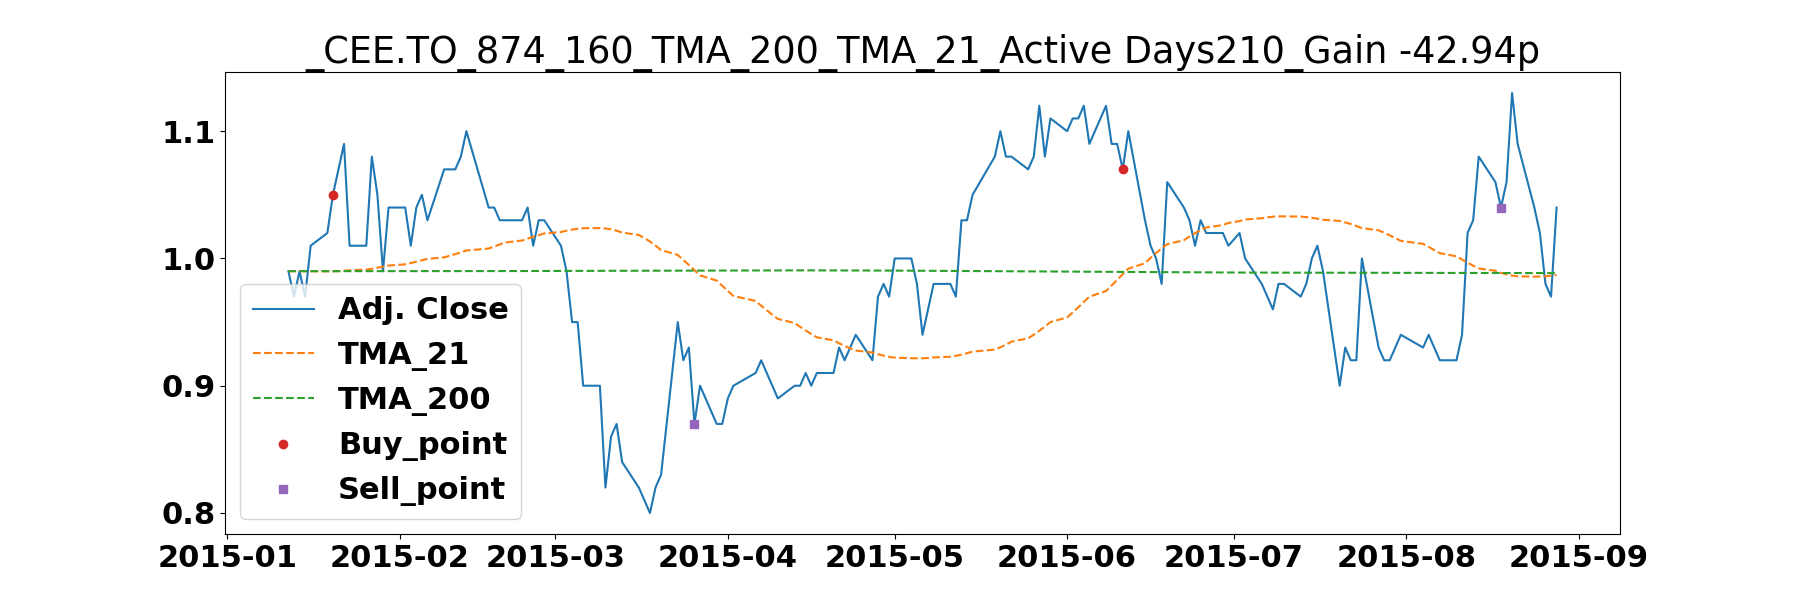 _CEE.TO_874_160_TMA_200_TMA_21_Active Days210_Gain -42.94p
1.1
1.0
0.9
0.8
Adj. Close
TMA_21
TMA_200
Buy_point
Sell_point
2015-01 2015-02 2015-03 2015-04 2015-05 2015-06 2015-07 2015-08 2015-09